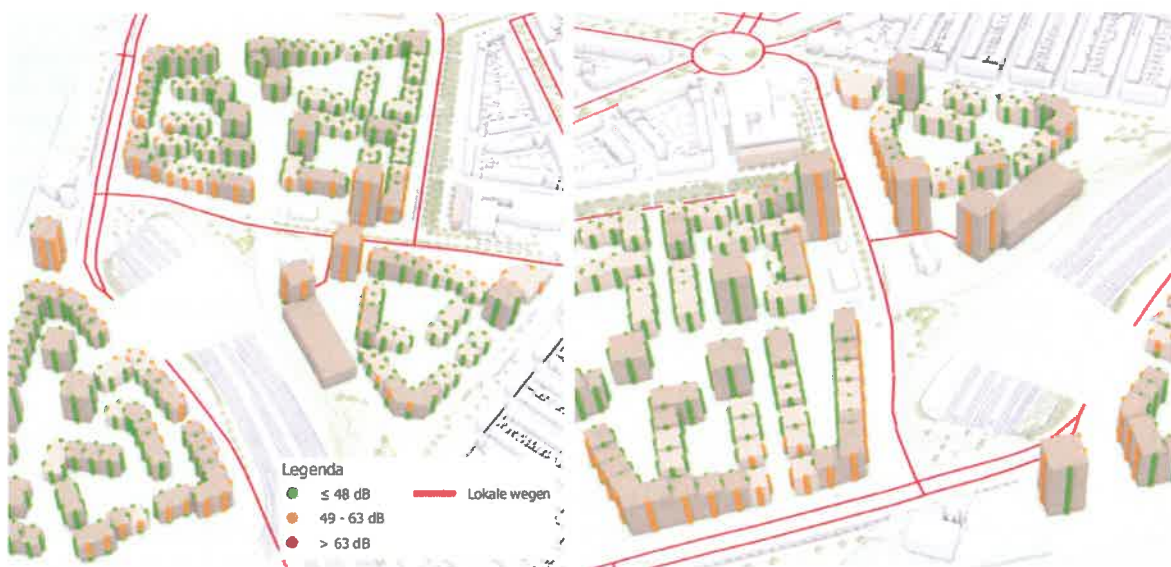 Legenda
≤ 48 dB
49 - 63 dB
> 63 dB
Lokale wegen